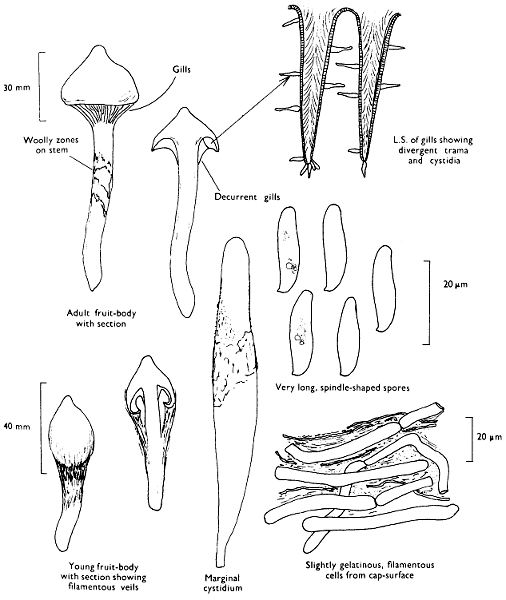 30 mm
Gills
Woolly zones
on stem
L.S. of gills showing
divergent trama
and cystidia
Decurrent gills
Adult fruit-body
with section
20 µm
Very long, spindle-shaped spores
40 mm
20 µm
Young fruit-body
with section showing
filamentous veils
Marginal
cystidium
Slightly gelatinous, filamentous
cells from cap-surface